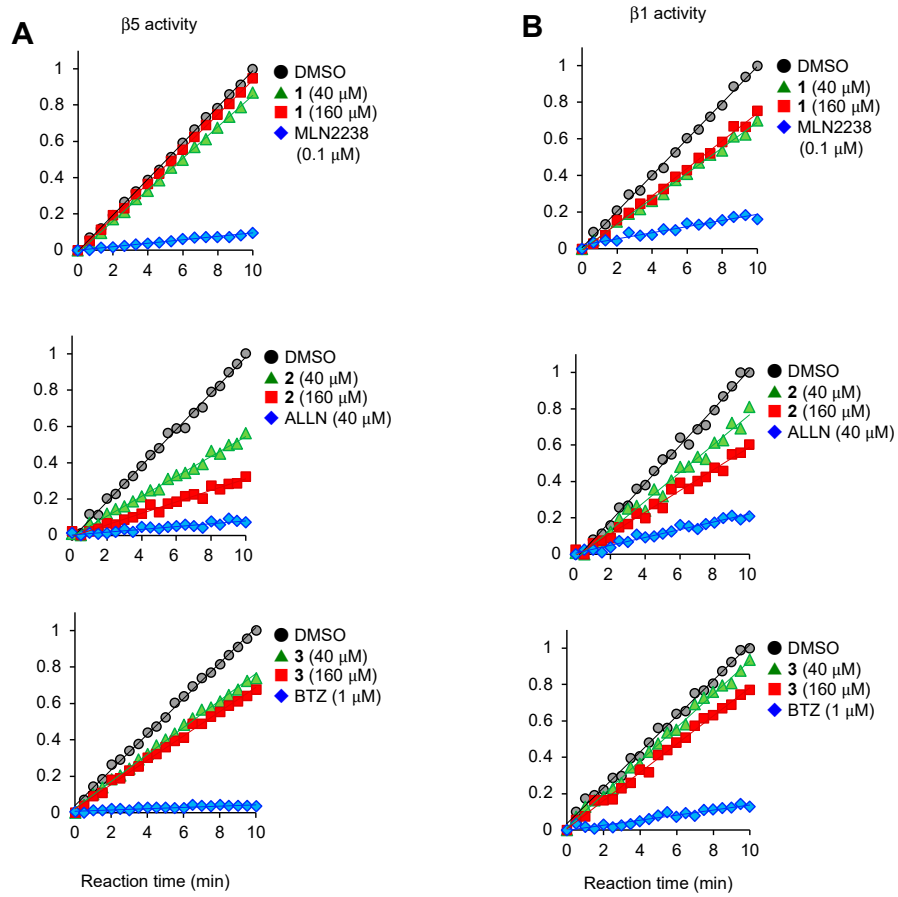 A
β5 activity
1
0.8
0.6
0.4
0.2
0
0 2 4 6 8 10
DMSO
1 (40 μM)
1 (160 μM)
MLN2238
(0.1 μM)
B
β1 activity
1
0.8
0.6
0.4
0.2
0
0 2 4 6 8 10
DMSO
1 (40 μM)
1 (160 μM)
MLN2238
(0.1 μM)
1
0.8
0.6
0.4
0.2
0
0 2 4 6 8 10
DMSO
2 (40 μM)
2 (160 μM)
ALLN (40 μM)
1
0.8
0.6
0.4
0.2
0
0 2 4 6 8 10
DMSO
2 (40 μM)
2 (160 μM)
ALLN (40 μM)
1
0.8
0.6
0.4
0.2
0
0 2 4 6 8 10
DMSO
3 (40 μM)
3 (160 μM)
BTZ (1 μM)
Reaction time (min)
1
0.8
0.6
0.4
0.2
0
0 2 4 6 8 10
DMSO
3 (40 μM)
3 (160 μM)
BTZ (1 μM)
Reaction time (min)